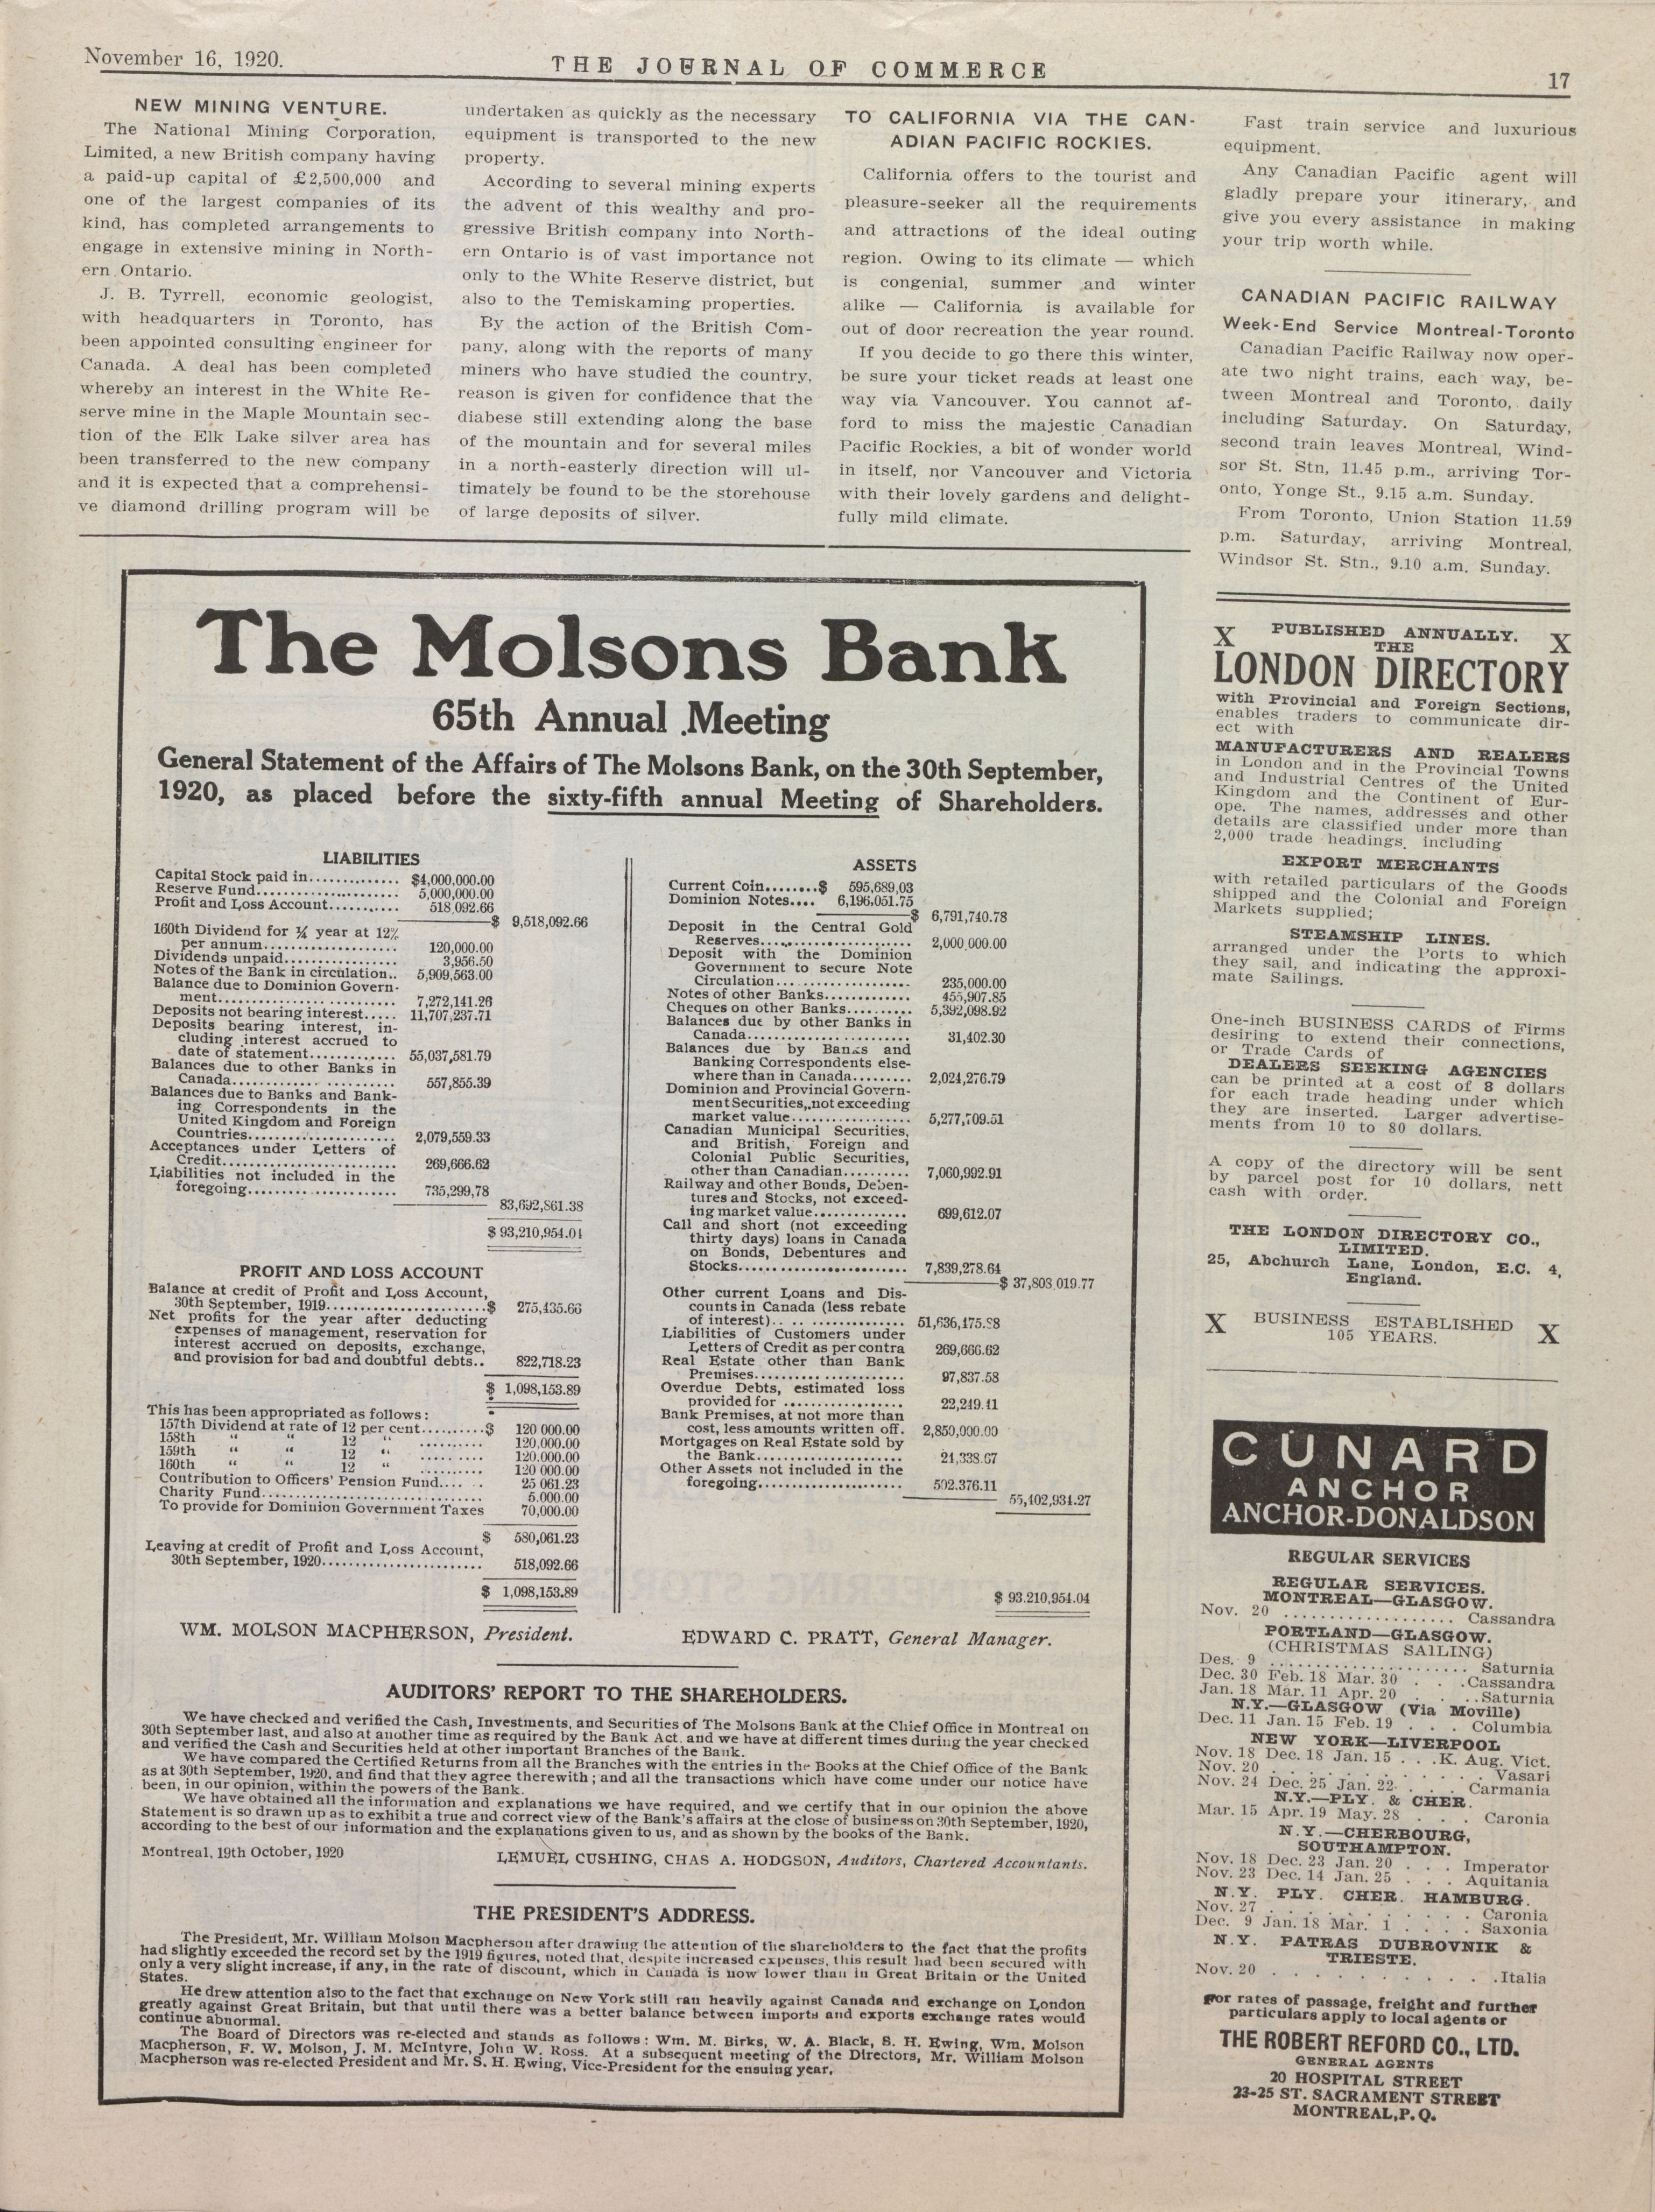 November 16, 1920.
THE JOURNAL OF COMMERCE
17
NEW MINING VENTURE.
The National Mining Corporation,
Limited, a new British company having
a paid-up capital of £2,500,000 and
one of the largest companies of its
kind, has completed arrangements to
engage in extensive mining in North-
ern Ontario.
J. B. Tyrrell, economic geologist,
with headquarters in Toronto, has
been appointed consulting engineer for
Canada. A deal has been completed
whereby an interest in the White Re-
serve mine in the Maple Mountain sec-
tion of the Elk Lake silver area has
been transferred to the new company
and it is expected that a comprehensi-
ve diamond drilling program will be
undertaken as quickly as the necessary
equipment is transported to the new
property.
According to several mining experts
the advent of this wealthy and pro-
gressive British company into North-
ern Ontario is of vast importance not
only to the White Reserve district, but
also to the Temiskaming properties.
By the action of the British Com-
pany, along with the reports of many
miners who have studied the country,
reason is given for confidence that the
diabese still extending along the base
of the mountain and for several miles
in a north-easterly direction will ul-
timately be found to be the storehouse
of large deposits of silver.
TO CALIFORNIA VIA THE CAN-
ADIAN PACIFIC ROCKIES.
California offers to the tourist and
pleasure-seeker all the requirements
and attractions of the ideal outing
region. Owing to its climate — which
is congenial, summer and winter
alike — California is available for
out of door recreation the year round.
If you decide to go there this winter,
be sure your ticket reads at least one
way via Vancouver. You cannot af-
ford to miss the majestic Canadian
Pacific Rockies, a bit of wonder world
in itself, nor Vancouver and Victoria
with their lovely gardens and delight-
fully mild climate.
Fast train service and luxurious
equipment.
Any Canadian Pacific agent will
gladly prepare your itinerary, and
give you every assistance in making
your trip worth while.
CANADIAN PACIFIC RAILWAY
Week-End Service Montreal-Toronto
Canadian Pacific Railway now oper-
ate two night trains, each way, be-
tween Montreal and Toronto, daily
including Saturday. On Saturday,
second train leaves Montreal, Wind-
sor St. Stn, 11.45 p.m., arriving Tor-
onto, Yonge St., 9.15 a.m. Sunday.
From Toronto, Union Station 11.59
p.m. Saturday, arriving Montreal,
Windsor St. Stn., 9.10 a.m. Sunday.
The Molsons Bank
65th Annual Meeting
General Statement of the Affairs of The Molsons Bank, on the 30th September,
1920, as placed before the sixty-fifth annual Meeting of Shareholders.
LIABILITIES
Capital Stock paid in.............. $4,000,000.00
Reserve Fund..................... 5,000,000.00
Profit and Loss Account........... 518,092.66
$ 9,518,092.66
160th Dividend for ¼ year at 12%
per annum................... 120,000.00
Dividends unpaid................ 3,956.50
Notes of the Bank in circulation.. 5,909,563.00
Balance due to Dominion Govern-
ment......................... 7,272,141.26
Deposits not bearing interest..... 11,707,237.71
Deposits bearing interest, in-
cluding interest accrued to
date of statement............ 55,037,581.79
Balances due to other Banks in
Canada....................... 557,855.39
Balances due to Banks and Bank-
ing Correspondents in the
United Kingdom and Foreign
Countries..................... 2,079,559.33
Acceptances under Letters of
Credit......................... 269,666.62
Liabilities not included in the
foregoing..................... 735,299,78
83,692,861.38
$ 93,210,954.04
PROFIT AND LOSS ACCOUNT
Balance at credit of Profit and Loss Account,
30th September, 1919.......................$ 275,435.66
Net profits for the year after deducting
expenses of management, reservation for
interest accrued on deposits, exchange,
and provision for bad and doubtful debts.. 822,718.23
$ 1,098,153.89
This has been appropriated as follows:
157th Dividend at rate of 12 per cent..........$ 120 000.00
158th “ “ 12 “ .......... 120,000.00
159th “ “ 12 “ .......... 120.000.00
160th “ “ 12 “ .......... 120 000.00
Contribution to Officers' Pension Fund........ 25 061.23
Charity Fund................................... 5.000.00
To provide for Dominion Government Taxes 70,000.00
$ 580,061.23
Leaving at credit of Profit and Loss Account,
30th September, 1920........................ 518,092.66
$ 1,098,153.89
ASSETS
Current Coin........$ 595,689,03
Dominion Notes.... 6,196,051.75
$ 6,791,740.78
Deposit in the Central Gold
Reserves....................... 2,000,000.00
Deposit with the Dominion
Government to secure Note
Circulation.................... 235,000.00
Notes of other Banks............. 455,907.85
Cheques on other Banks.......... 5,392,098.92
Balances due by other Banks in
Canada........................ 31,402.30
Balances due by Banks and
Banking Correspondents else-
where than in Canada......... 2,024,276.79
Dominion and Provincial Govern-
ment Securities, not exceeding
market value.................. 5,277,709.51
Canadian Municipal Securities,
and British, Foreign and
Colonial Public Securities,
other than Canadian.......... 7,060,992.91
Railway and other Bonds, Deben-
tures and Stocks, not exceed-
ing market value.............. 699,612.07
Call and short (not exceeding
thirty days) loans in Canada
on Bonds, Debentures and
Stocks......................... 7,839,278.64
$ 37,808,019.77
Other current Loans and Dis-
counts in Canada (less rebate
of interest)................... 51,636,475.98
Liabilities of Customers under
Letters of Credit as per contra 269,666.62
Real Estate other than Bank
Premises...................... 97,837.58
Overdue Debts, estimated loss
provided for .................. 22,249.41
Bank Premises, at not more than
cost, less amounts written off. 2,850,000.00
Mortgages on Real Estate sold by
the Bank...................... 24,338.67
Other Assets not included in the
foregoing...................... 502.376.11
55,402,934.27
$ 93.210,954.04
WM. MOLSON MACPHERSON, President.
EDWARD C. PRATT, General Manager.
AUDITORS' REPORT TO THE SHAREHOLDERS.
We have checked and verified the Cash, Investments, and Securities of The Molsons Bank at the Chief Office in Montreal on
30th September last, and also at another time as required by the Bank Act, and we have at different times during the year checked
and verified the Cash and Securities held at other important Branches of the Bank.
We have compared the Certified Returns from all the Branches with the entries in the Books at the Chief Office of the Bank
as at 30th September, 1920, and find that they agree therewith; and all the transactions which have come under our notice have
been, in our opinion, within the powers of the Bank.
We have obtained all the information and explanations we have required, and we certify that in our opinion the above
Statement is so drawn up as to exhibit a true and correct view of the Bank's affairs at the close of business on 30th September, 1920,
according to the best of our information and the explanations given to us, and as shown by the books of the Bank.
Montreal, 19th October, 1920
LEMUEL CUSHING, CHAS A. HODGSON, Auditors, Chartered Accountants.
THE PRESIDENT'S ADDRESS.
The President, Mr. William Molson Macpherson after drawing the attention of the shareholders to the fact that the profits
had slightly exceeded the record set by the 1919 figures, noted that, despite increased expenses, this result had been secured with
only a very slight increase, if any, in the rate of discount, which in Canada is now lower than in Great Britain or the United
States.
He drew attention also to the fact that exchange on New York still ran heavily against Canada and exchange on London
greatly against Great Britain, but that until there was a better balance between imports and exports exchange rates would
continue abnormal.
The Board of Directors was re-elected and stands as follows: Wm. M. Birks, W. A. Black, S. H. Ewing, Wm. Molson
Macpherson, F. W. Molson, J. M. McIntyre, John W. Ross. At a subsequent meeting of the Directors, Mr. William Molson
Macpherson was re-elected President and Mr. S. H. Ewing, Vice-President for the ensuing year.
X PUBLISHED ANNUALLY. X
THE
LONDON DIRECTORY
with Provincial and Foreign Sections,
enables traders to communicate dir-
ect with
MANUFACTURERS AND REALERS
in London and in the Provincial Towns
and Industrial Centres of the United
Kingdom and the Continent of Eur-
ope. The names, addresses and other
details are classified under more than
2,000 trade headings, including
EXPORT MERCHANTS
with retailed particulars of the Goods
shipped and the Colonial and Foreign
Markets supplied;
STEAMSHIP LINES.
arranged under the Ports to which
they sail, and indicating the approxi-
mate Sailings.
One-inch BUSINESS CARDS of Firms
desiring to extend their connections,
or Trade Cards of
DEALERS SEEKING AGENCIES
can be printed at a cost of 8 dollars
for each trade heading under which
they are inserted. Larger advertise-
ments from 10 to 80 dollars.
A copy of the directory will be sent
by parcel post for 10 dollars, nett
cash with order.
THE LONDON DIRECTORY CO.,
LIMITED.
25, Abchurch Lane, London, E.C. 4,
England.
X BUSINESS ESTABLISHED
105 YEARS. X
CUNARD
ANCHOR
ANCHOR-DONALDSON
REGULAR SERVICES
REGULAR SERVICES.
MONTREAL—GLASGOW.
Nov. 20 ................... Cassandra
PORTLAND—GLASGOW.
(CHRISTMAS SAILING)
Des. 9 ...................... Saturnia
Dec. 30 Feb. 18 Mar. 30 . . .Cassandra
Jan. 18 Mar. 11 Apr. 20 . . ..Saturnia
N.Y.—GLASGOW (Via Moville)
Dec. 11 Jan. 15 Feb. 19 . . . Columbia
NEW YORK—LIVERPOOL
Nov. 18 Dec. 18 Jan. 15 . . .K. Aug. Vict.
Nov. 20 . . . . . . . . . . . . Vasari
Nov. 24 Dec. 25 Jan. 22 . . . . Carmania
N.Y.—PLY. & CHER.
Mar. 15 Apr. 19 May. 28 . . . Caronia
N.Y.—CHERBOURG,
SOUTHAMPTON.
Nov. 18 Dec. 23 Jan. 20 . . . Imperator
Nov. 23 Dec. 14 Jan. 25 . . . Aquitania
N.Y. PLY. CHER. HAMBURG.
Nov. 27 . . . . . . . . . . . Caronia
Dec. 9 Jan. 18 Mar. 1 . . . . Saxonia
N.Y. PATRAS DUBROVNIK &
TRIESTE.
Nov. 20 . . . . . . . . . . . .Italia
For rates of passage, freight and further
particulars apply to local agents or
THE ROBERT REFORD CO., LTD.
GENERAL AGENTS
20 HOSPITAL STREET
23-25 ST. SACRAMENT STREET
MONTREAL, P. Q.